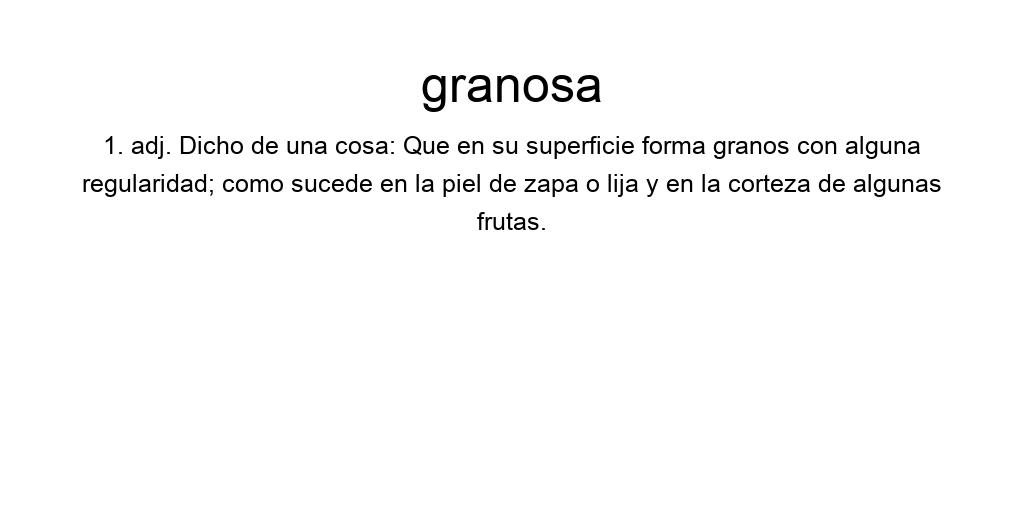 granosa
1. adj. Dicho de una cosa: Que en su superficie forma granos con alguna
regularidad; como sucede en la piel de zapa o lija y en la corteza de algunas
frutas.